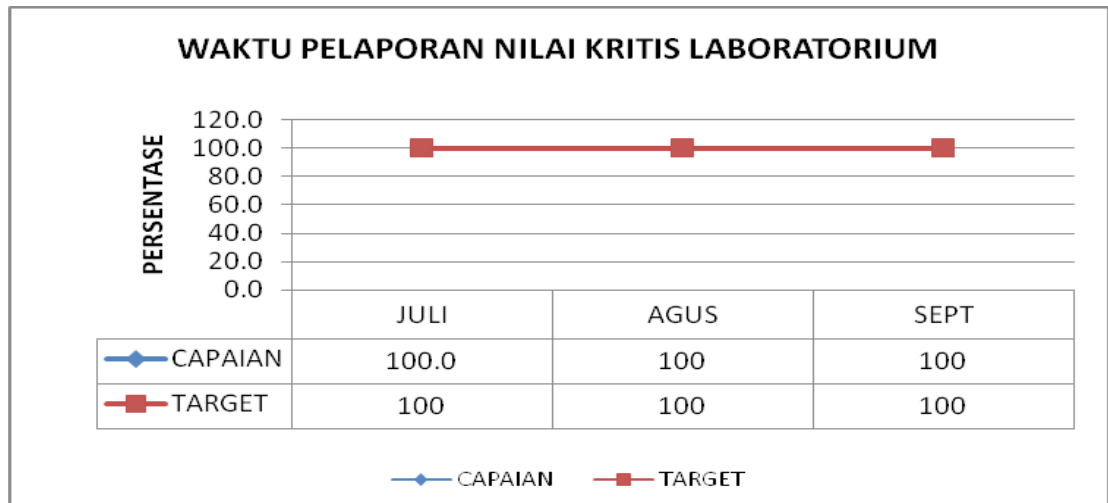 WAKTU PELAPORAN NILAI KRITIS LABORATORIUM
PERSENTASE
120.0
100.0
80.0
60.0
40.0
20.0
0.0
JULI AGUS SEPT
CAPAIAN 100.0 100 100
TARGET 100 100 100
CAPAIAN TARGET